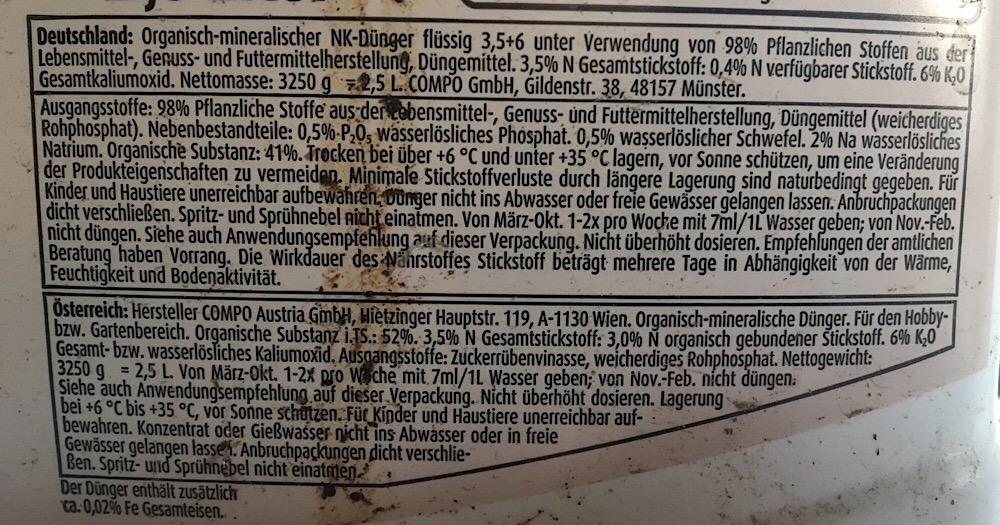 Deutschland: Organisch-mineralischer NK-Dünger flüssig 3,5+6 unter Verwendung von 98% Pflanzlichen Stoffen aus der
Lebensmittel-, Genuss- und Futtermittelherstellung, Düngemittel. 3,5% N Gesamtstickstoff: 0,4% N verfügbarer Stickstoff. 6% K₂O
Gesamtkaliumoxid. Nettomasse: 3250 g = 2,5 L. COMPO GmbH, Gildenstr. 38, 48157 Münster.
Ausgangsstoffe: 98% Pflanzliche Stoffe aus der Lebensmittel-, Genuss- und Futtermittelherstellung, Düngemittel (weicherdiges
Rohphosphat). Nebenbestandteile: 0,5% P₂O₅ wasserlösliches Phosphat. 0,5% wasserlöslicher Schwefel. 2% Na wasserlösliches
Natrium. Organische Substanz: 41%. Trocken bei über +6 °C und unter +35 °C lagern, vor Sonne schützen, um eine Veränderung
der Produkteigenschaften zu vermeiden. Minimale Stickstoffverluste durch längere Lagerung sind naturbedingt gegeben. Für
Kinder und Haustiere unerreichbar aufbewahren, Dünger nicht ins Abwasser oder freie Gewässer gelangen lassen. Anbruchpackungen
dicht verschließen. Spritz- und Sprühnebel nicht einatmen. Von März-Okt. 1-2x pro Woche mit 7ml/1L Wasser geben; von Nov.-Feb.
nicht düngen. Siehe auch Anwendungsempfehlung auf dieser Verpackung. Nicht überhöht dosieren. Empfehlungen der amtlichen
Beratung haben Vorrang. Die Wirkdauer des Nährstoffes Stickstoff beträgt mehrere Tage in Abhängigkeit von der Wärme,
Feuchtigkeit und Bodenaktivität.
Österreich: Hersteller COMPO Austria GmbH, Hietzinger Hauptstr. 119, A-1130 Wien. Organisch-mineralische Dünger. Für den Hobby-
bzw. Gartenbereich. Organische Substanz i.TS.: 52%. 3,5% N Gesamtstickstoff: 3,0% N organisch gebundener Stickstoff. 6% K₂O
Gesamt- bzw. wasserlösliches Kaliumoxid. Ausgangsstoffe: Zuckerrübenvinasse, weicherdiges Rohphosphat. Nettogewicht:
3250 g = 2,5 L. Von März-Okt. 1-2x pro Woche mit 7ml/1L Wasser geben; von Nov.-Feb. nicht düngen.
Siehe auch Anwendungsempfehlung auf dieser Verpackung. Nicht überhöht dosieren. Lagerung
bei +6 °C bis +35 °C, vor Sonne schützen. Für Kinder und Haustiere unerreichbar auf-
bewahren. Konzentrat oder Gießwasser nicht ins Abwasser oder in freie
Gewässer gelangen lassen. Anbruchpackungen dicht verschlie-
ßen. Spritz- und Sprühnebel nicht einatmen.
Der Dünger enthält zusätzlich
ca. 0,02% Fe Gesamteisen.